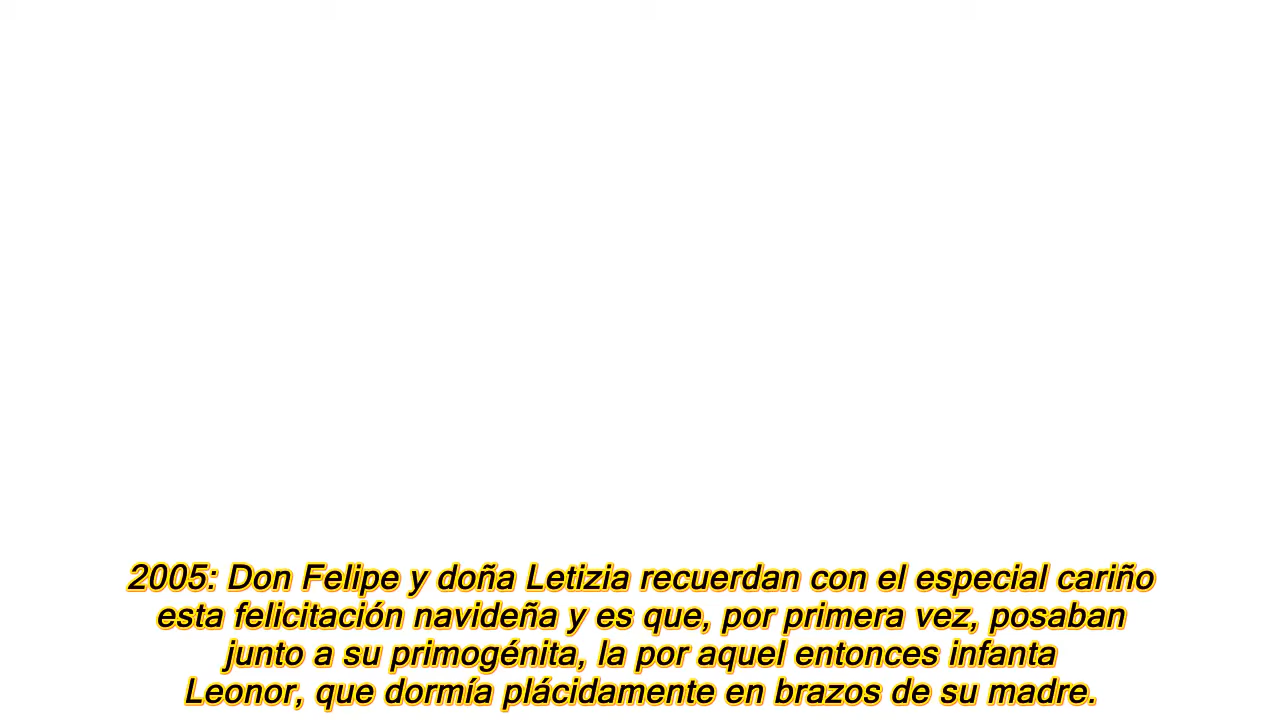 2005: Don Felipe y doña Letizia recuerdan con el especial cariño
esta felicitación navideña y es que, por primera vez, posaban
junto a su primogénita, la por aquel entonces infanta
Leonor, que dormía plácidamente en brazos de su madre.